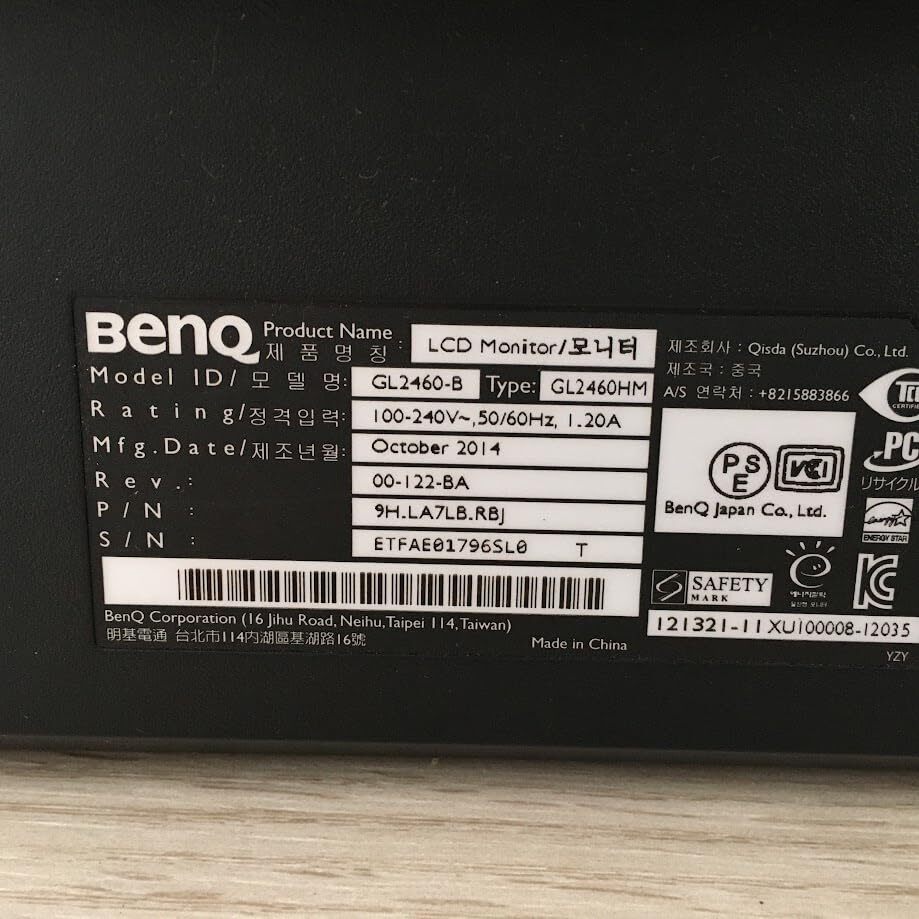 BenQ
Product Name
제품명칭 :
LCD Monitor/모니터
Model ID/모델명:
GL2460-B
Type:
GL2460HM
Rating/정격입력:
100-240V~,50/60Hz, 1.20A
Mfg.Date/제조년월:
October 2014
Rev.:
00-122-BA
P/N :
9H.LA7LB.RBJ
S/N :
ETFAE01796SL0 T
BenQ Corporation (16 Jihu Road, Neihu,Taipei 114,Taiwan)
明基電通 台北市114內湖區基湖路16號
Made in China
제조회사 : Qisda (Suzhou) Co., Ltd.
제조국 : 중국
A/S 연락처 : +8215883866
PSE
VCI
BenQ Japan Co., Ltd.
SAFETY
MARK
에너지절약
121321-11 XU100008-12035
YZY
PC
リサイクル
ENERGY STAR